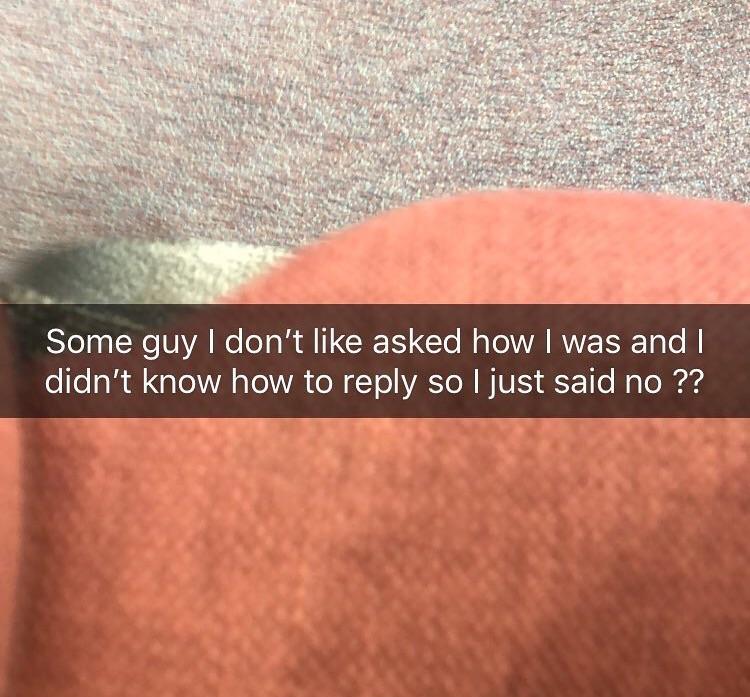 Some guy I don’t like asked how I was and I
didn’t know how to reply so I just said no ??